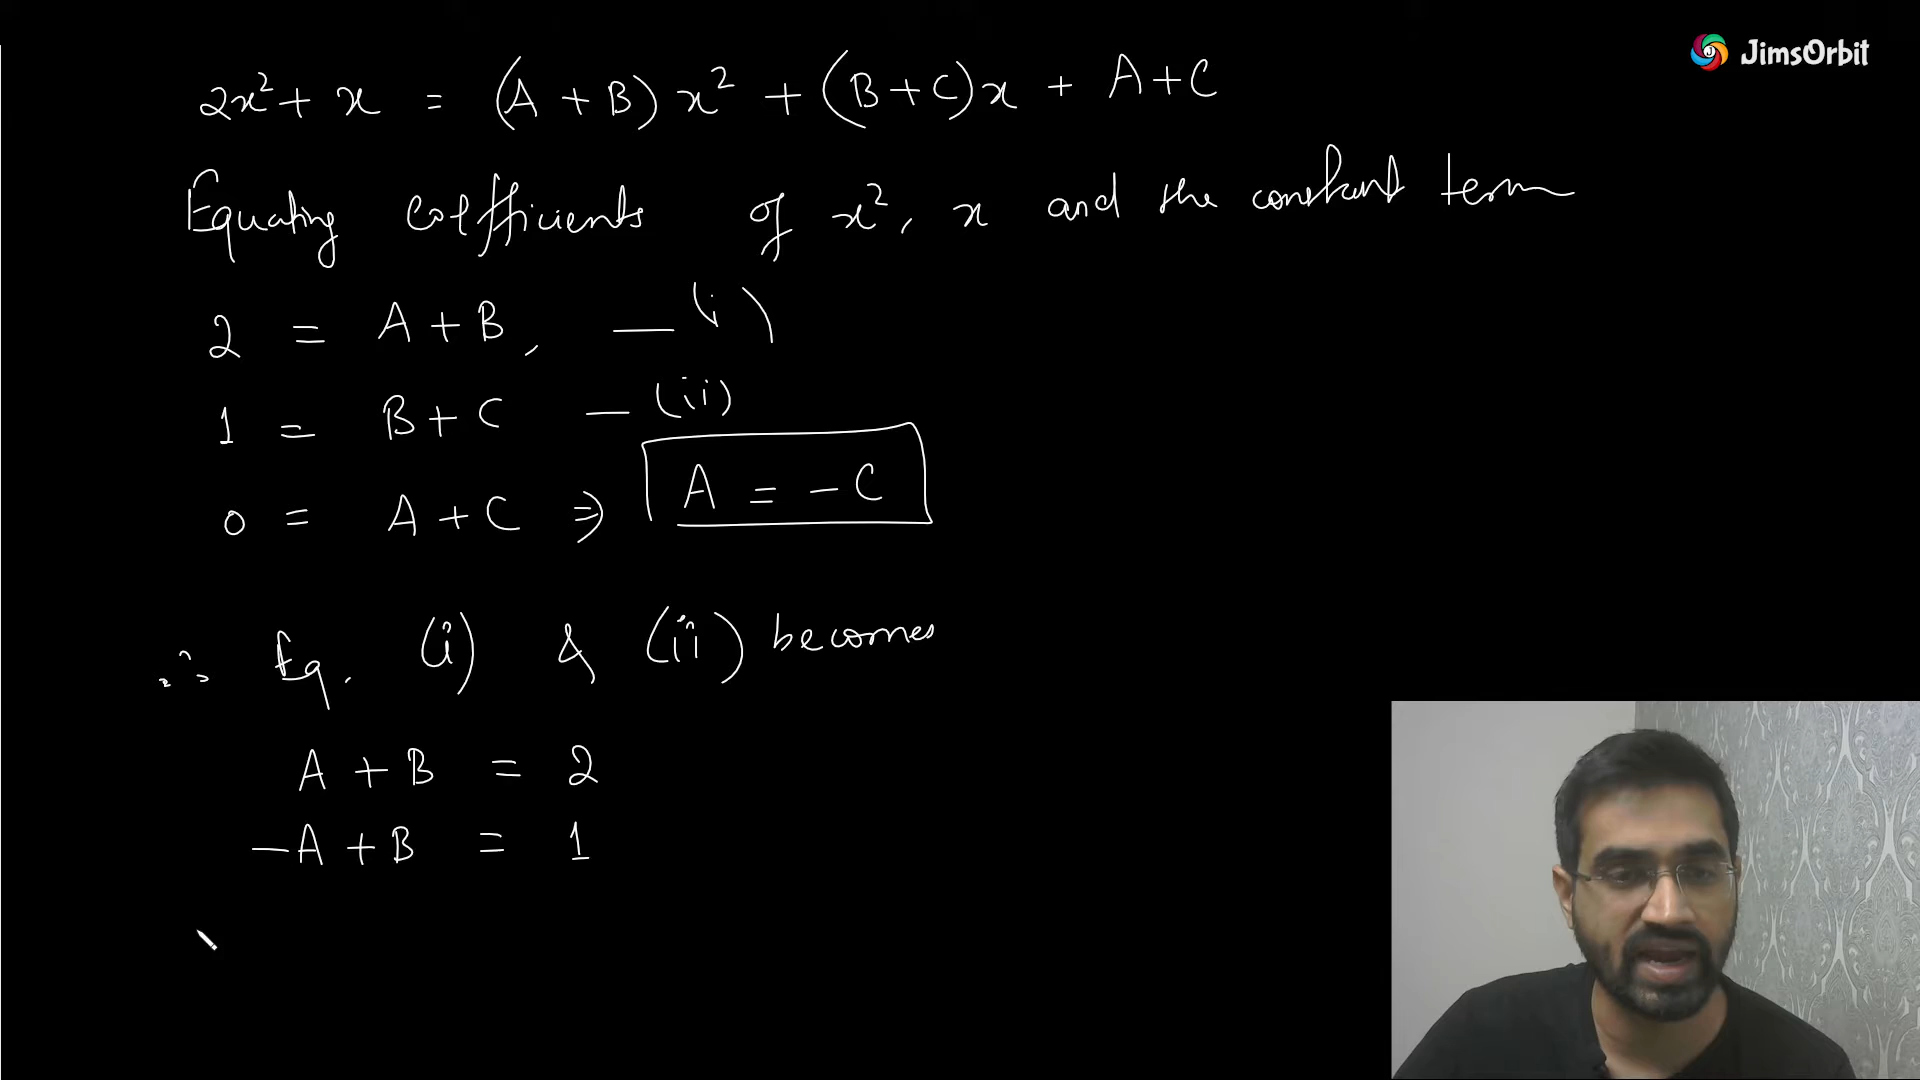 JimsOrbit
2x² + x = (A + B) x² + (B + C)x + A+C
Equating coefficients of x², x and the constant term
2 = A + B, — (i)
1 = B + C — (ii)
0 = A + C ⇒ A = - C
∴ Eq. (i) & (ii) becomes
A + B = 2
-A + B = 1